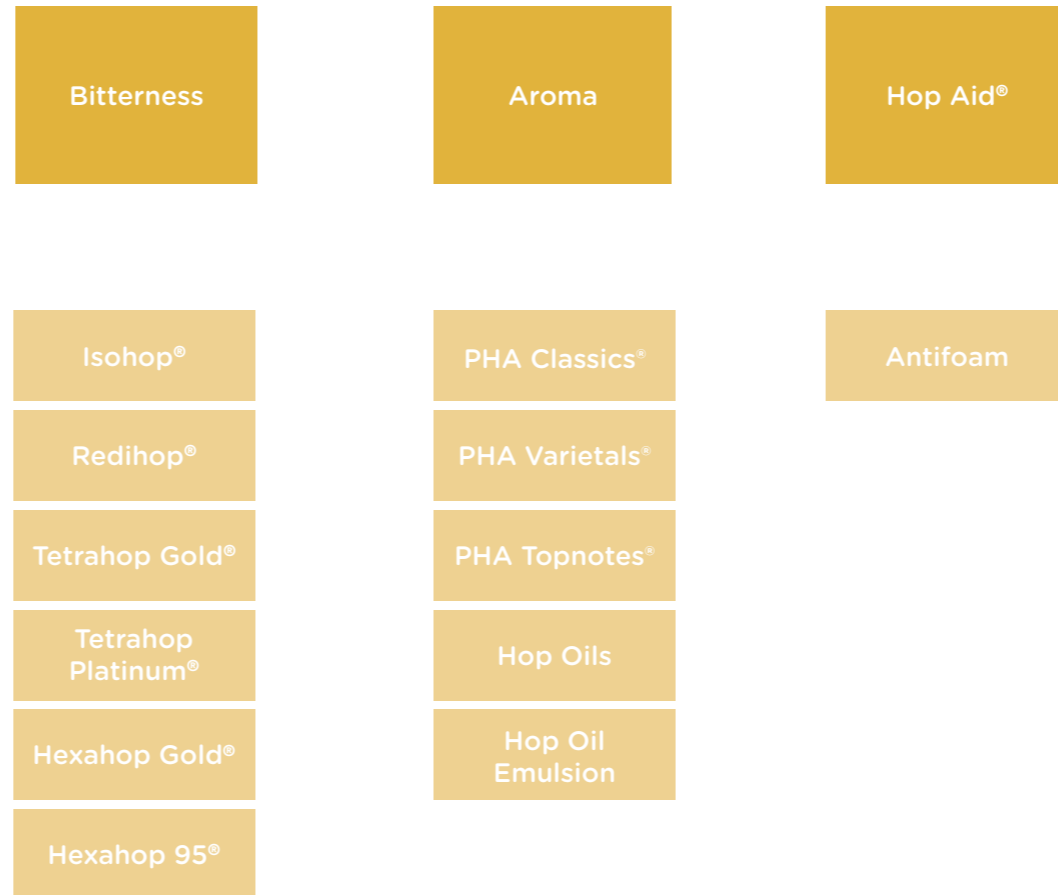 Bitterness
Aroma
Hop Aid®
Isohop®
Redihop®
Tetrahop Gold®
Tetrahop
Platinum®
Hexahop Gold®
Hexahop 95®
PHA Classics®
PHA Varietals®
PHA Topnotes®
Hop Oils
Hop Oil
Emulsion
Antifoam